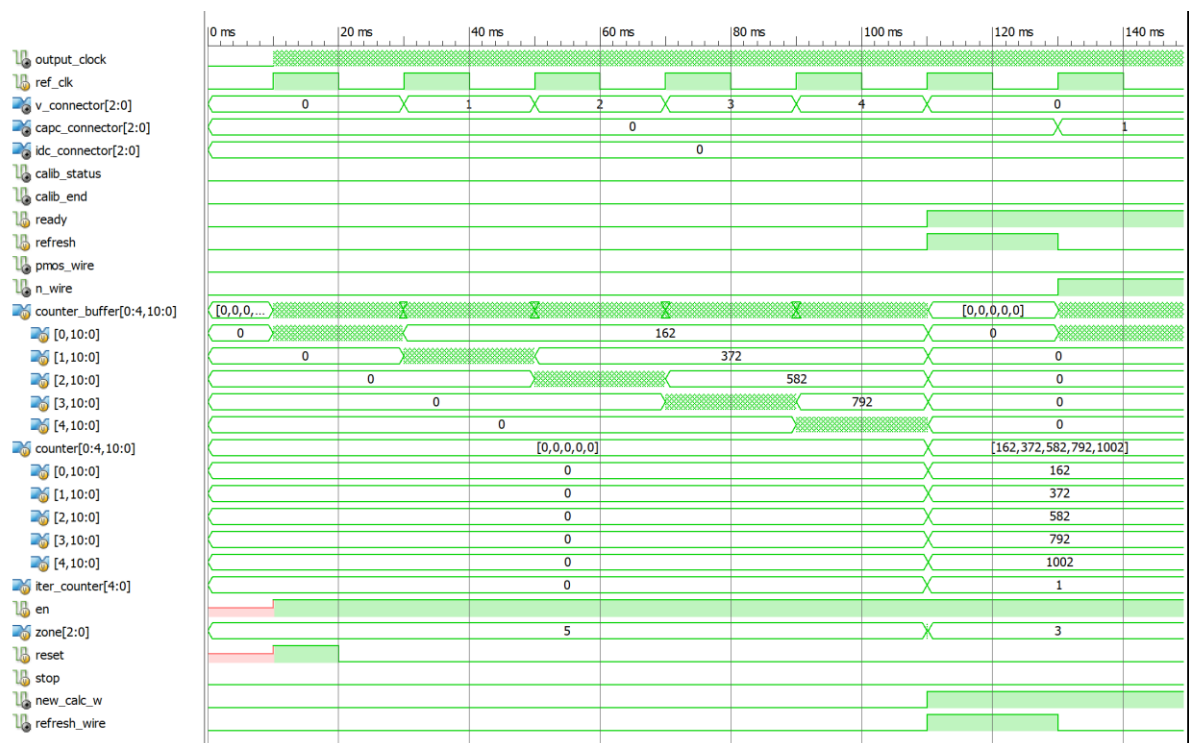 0 ms 20 ms 40 ms 60 ms 80 ms 100 ms 120 ms 140 ms
output_clock
ref_clk
v_connector[2:0] 0 1 2 3 4 0
capc_connector[2:0] 0 1
idc_connector[2:0] 0
calib_status
calib_end
ready
refresh
pmos_wire
n_wire
counter_buffer[0:4,10:0] [0,0,0,... [0,0,0,0,0]
[0,10:0] 0 162 0
[1,10:0] 0 372 0
[2,10:0] 0 582 0
[3,10:0] 0 792 0
[4,10:0] 0 0
counter[0:4,10:0] [0,0,0,0,0] [162,372,582,792,1002]
[0,10:0] 0 162
[1,10:0] 0 372
[2,10:0] 0 582
[3,10:0] 0 792
[4,10:0] 0 1002
iter_counter[4:0] 0 1
en
zone[2:0] 5 3
reset
stop
new_calc_w
refresh_wire